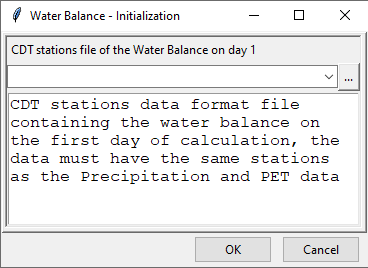 Water Balance - Initialization
CDT stations file of the Water Balance on day 1
...
CDT stations data format file
containing the water balance on
the first day of calculation, the
data must have the same stations
as the Precipitation and PET data
OK Cancel